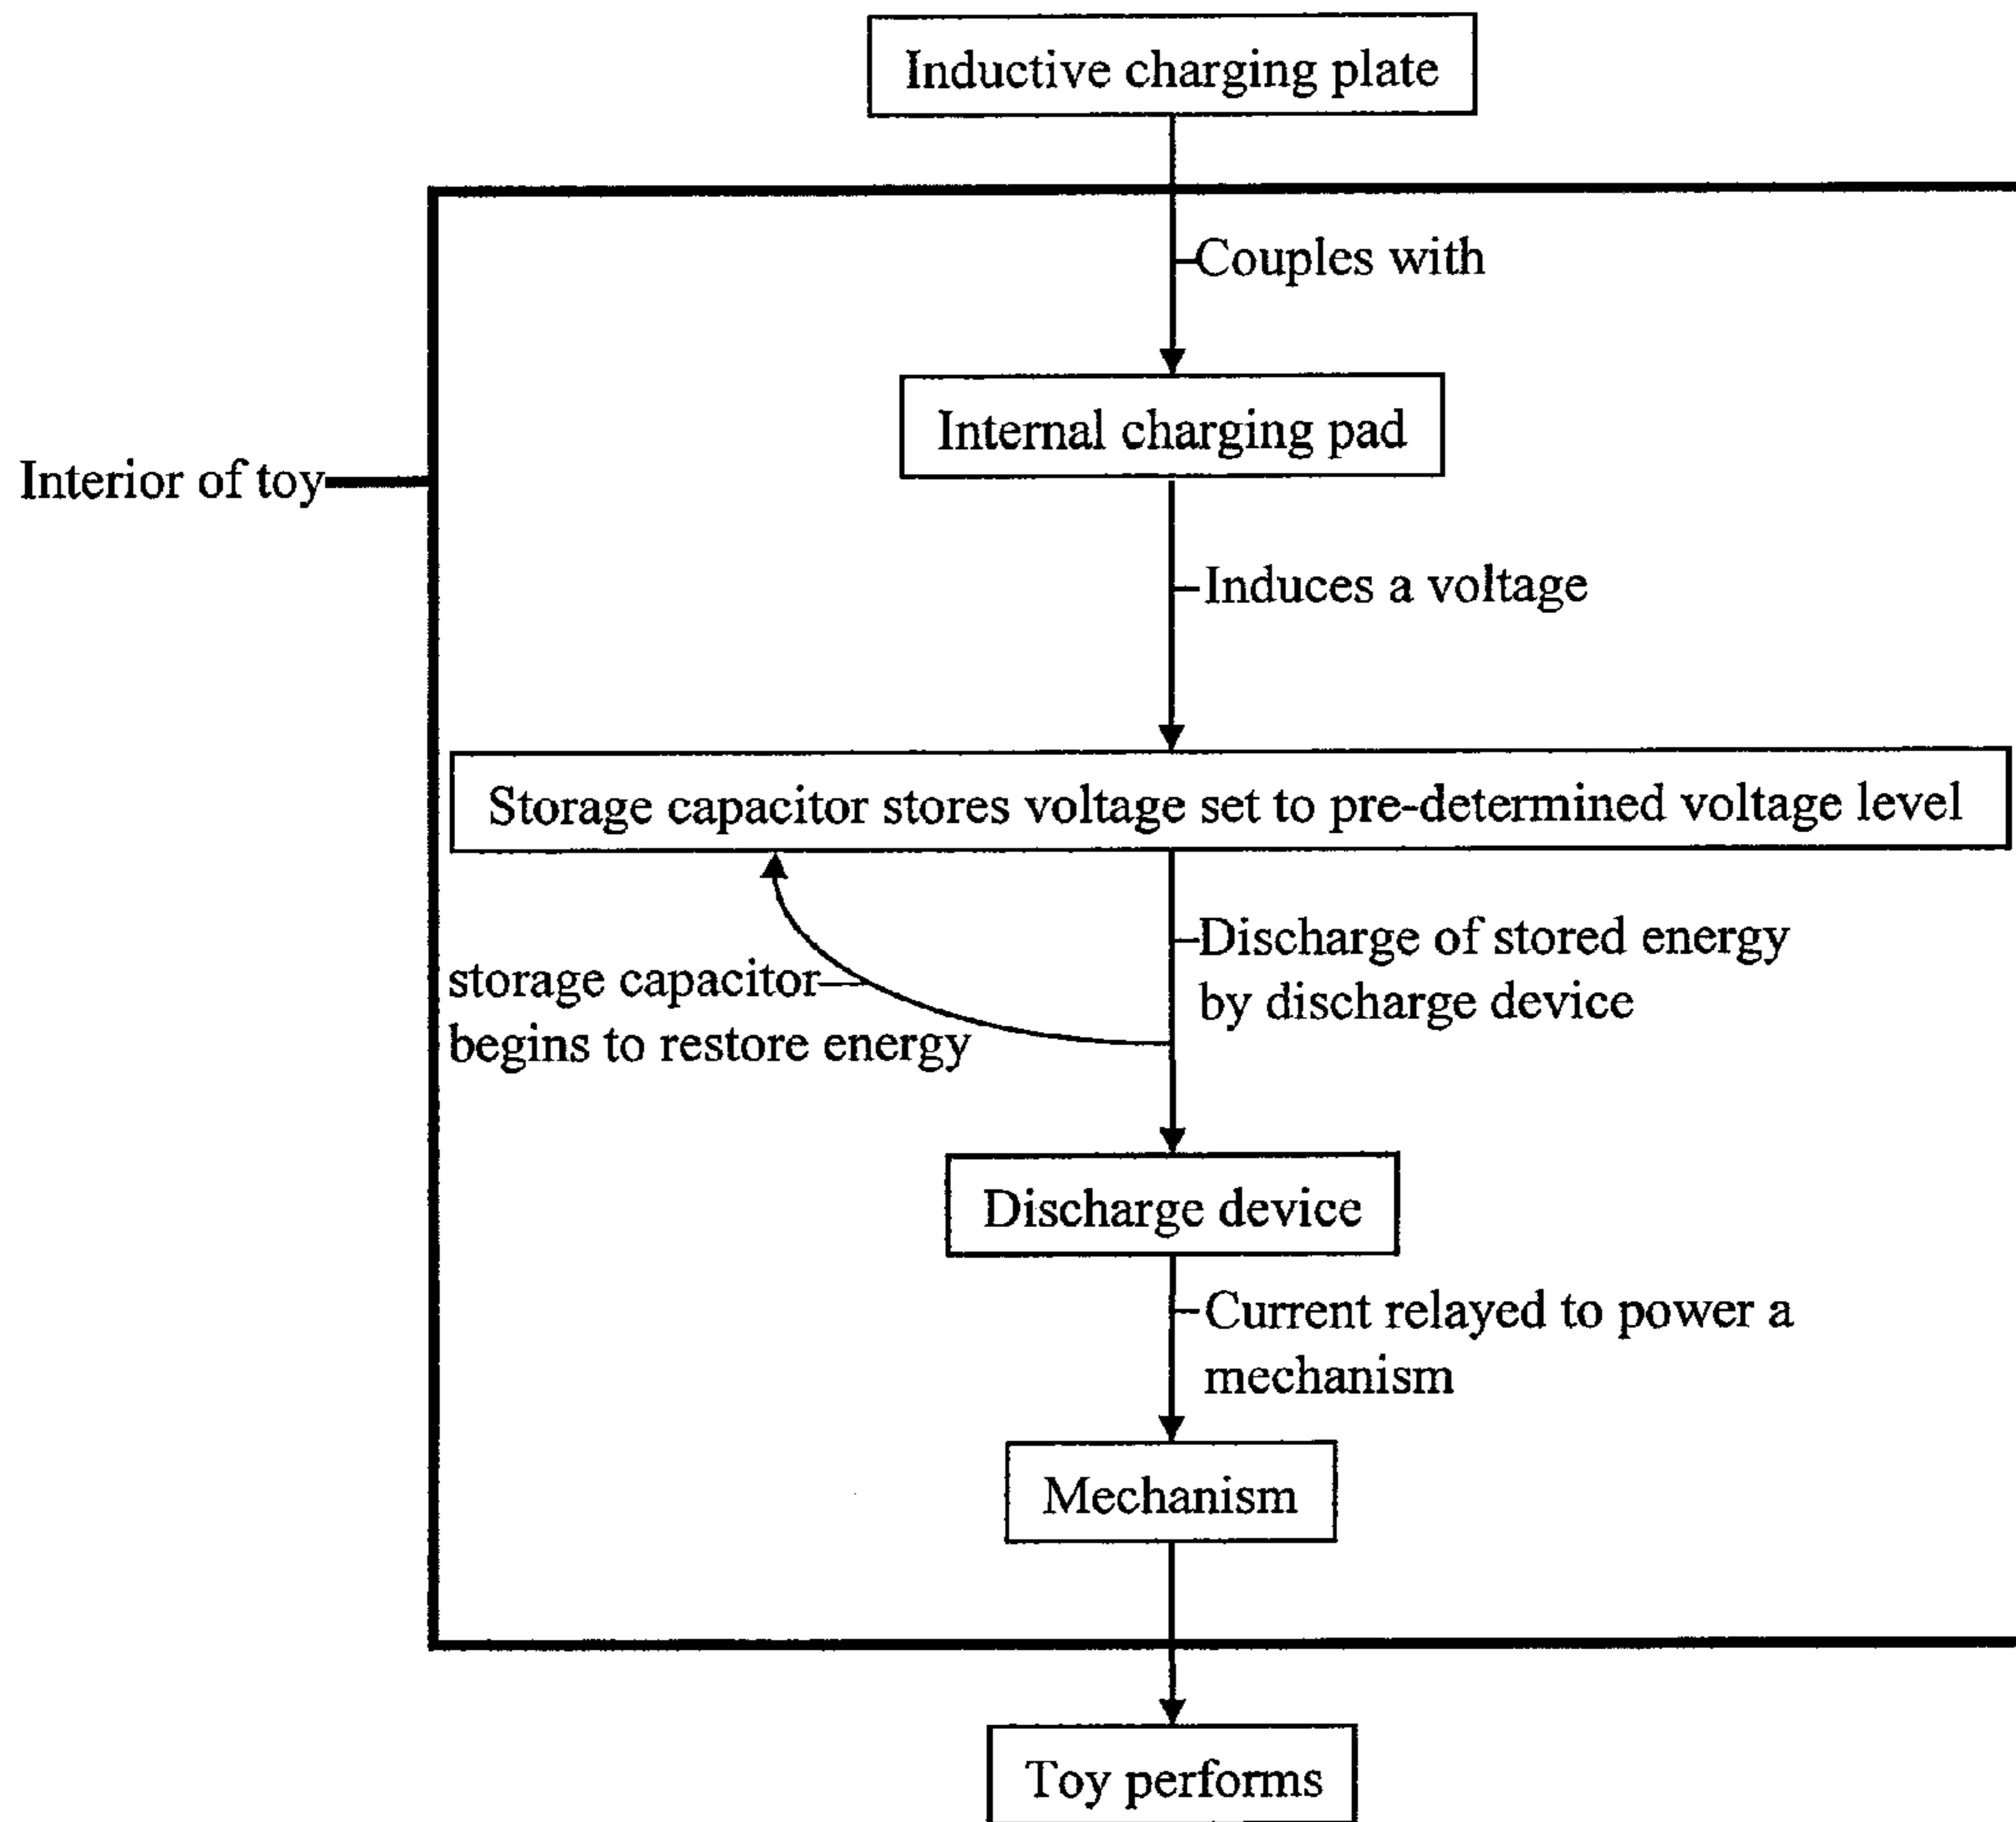 Inductive charging plate
Couples with
Internal charging pad
Interior of toy
Induces a voltage
Storage capacitor stores voltage set to pre-determined voltage level
Discharge of stored energy
by discharge device
storage capacitor
begins to restore energy
Discharge device
Current relayed to power a
mechanism
Mechanism
Toy performs